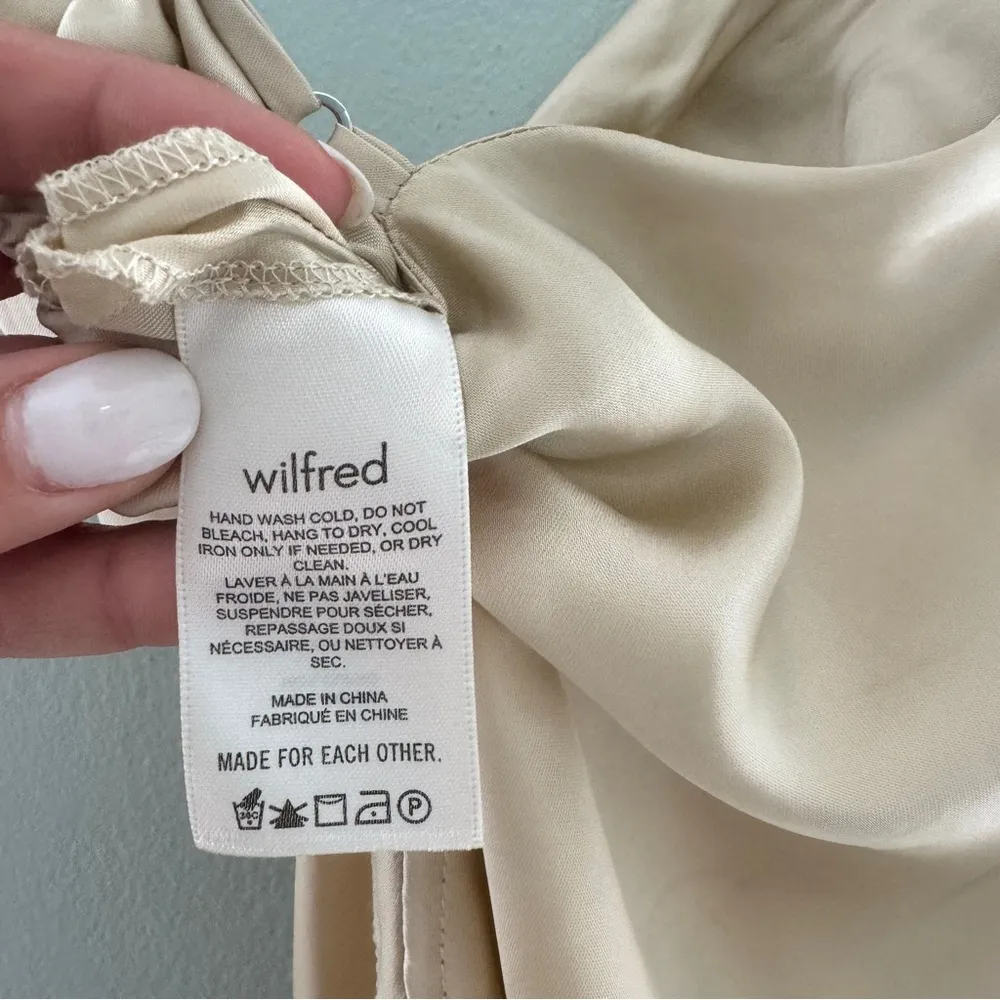 wilfred
HAND WASH COLD, DO NOT
BLEACH, HANG TO DRY, COOL
IRON ONLY IF NEEDED, OR DRY
CLEAN.
LAVER À LA MAIN À L'EAU
FROIDE, NE PAS JAVELISER,
SUSPENDRE POUR SÉCHER,
REPASSAGE DOUX SI
NÉCESSAIRE, OU NETTOYER À
SEC.
MADE IN CHINA
FABRIQUÉ EN CHINE
MADE FOR EACH OTHER.
30C P